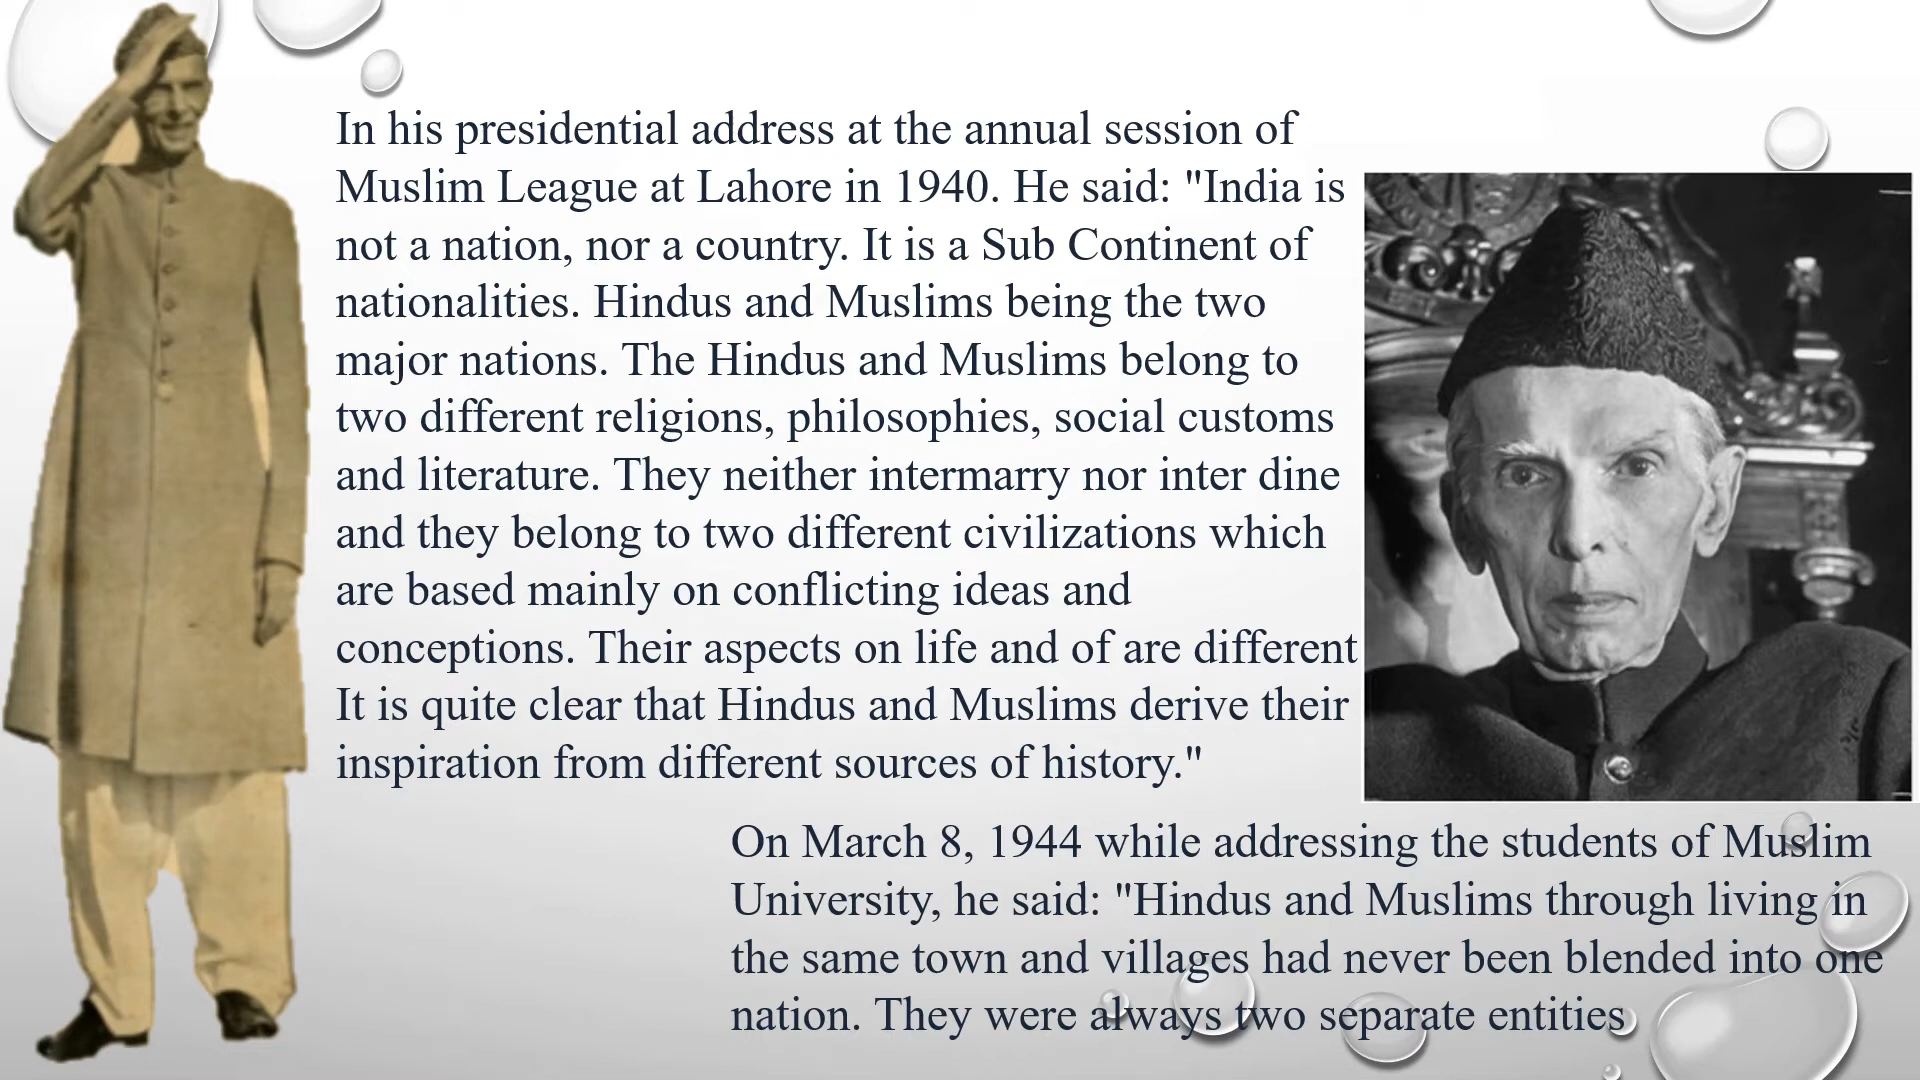 In his presidential address at the annual session of
Muslim League at Lahore in 1940. He said: "India is
not a nation, nor a country. It is a Sub Continent of
nationalities. Hindus and Muslims being the two
major nations. The Hindus and Muslims belong to
two different religions, philosophies, social customs
and literature. They neither intermarry nor inter dine
and they belong to two different civilizations which
are based mainly on conflicting ideas and
conceptions. Their aspects on life and of are different
It is quite clear that Hindus and Muslims derive their
inspiration from different sources of history."
On March 8, 1944 while addressing the students of Muslim
University, he said: "Hindus and Muslims through living in
the same town and villages had never been blended into one
nation. They were always two separate entities